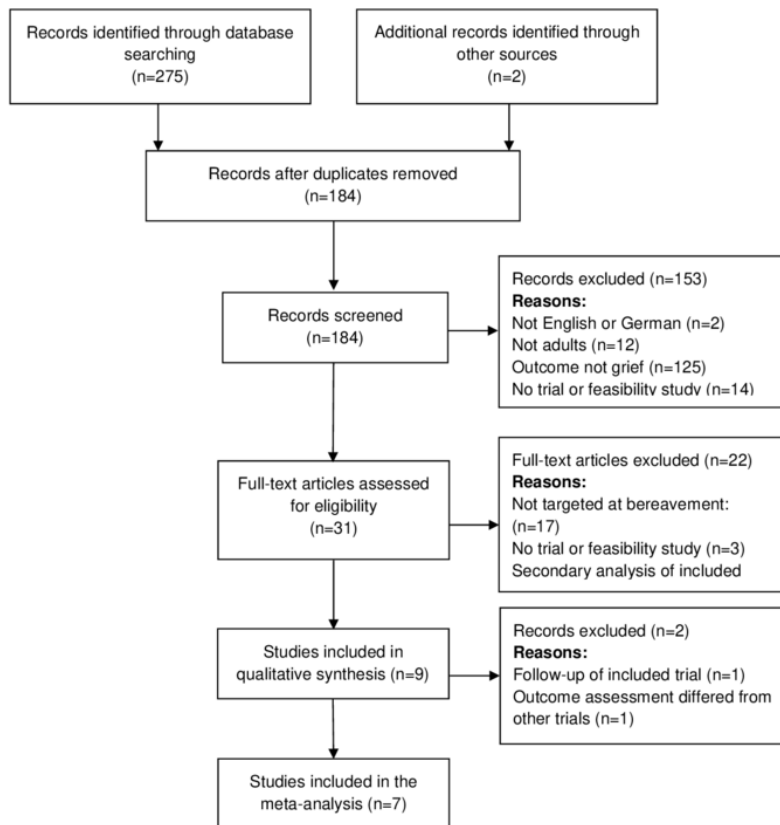 Records identified through database
searching
(n=275)
Additional records identified through
other sources
(n=2)
Records after duplicates removed
(n=184)
Records screened
(n=184)
Records excluded (n=153)
Reasons:
Not English or German (n=2)
Not adults (n=12)
Outcome not grief (n=125)
No trial or feasibility study (n=14)
Full-text articles assessed
for eligibility
(n=31)
Full-text articles excluded (n=22)
Reasons:
Not targeted at bereavement:
(n=17)
No trial or feasibility study (n=3)
Secondary analysis of included
Studies included in
qualitative synthesis (n=9)
Records excluded (n=2)
Reasons:
Follow-up of included trial (n=1)
Outcome assessment differed from
other trials (n=1)
Studies included in the
meta-analysis (n=7)